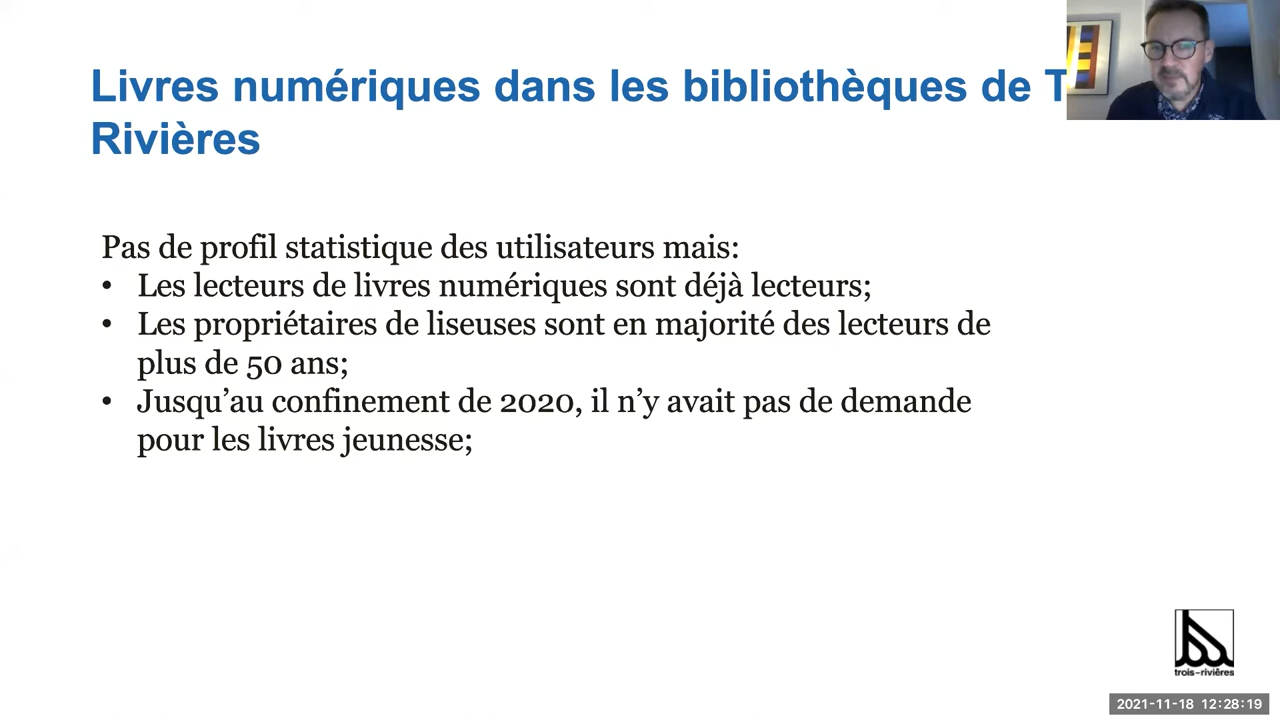 Livres numériques dans les bibliothèques de T
Rivières
Pas de profil statistique des utilisateurs mais:
• Les lecteurs de livres numériques sont déjà lecteurs;
• Les propriétaires de liseuses sont en majorité des lecteurs de
plus de 50 ans;
• Jusqu’au confinement de 2020, il n’y avait pas de demande
pour les livres jeunesse;
trois-rivières
2021-11-18 12:28:19